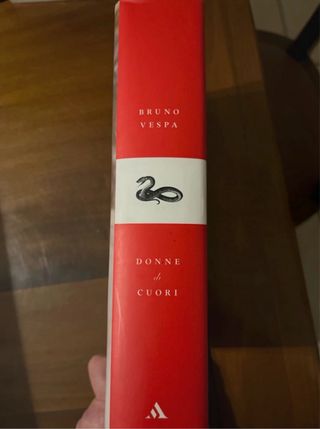 BRUNO
VESPA
DONNE
di
CUORI